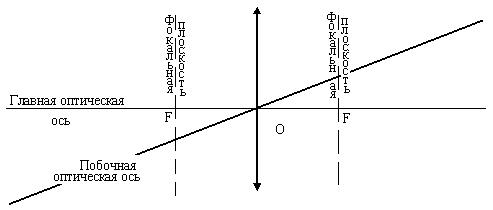 Фокальная
плоскость
Фокальная
плоскость
Главная оптическая
ось
F
F
O
Побочная
оптическая ось